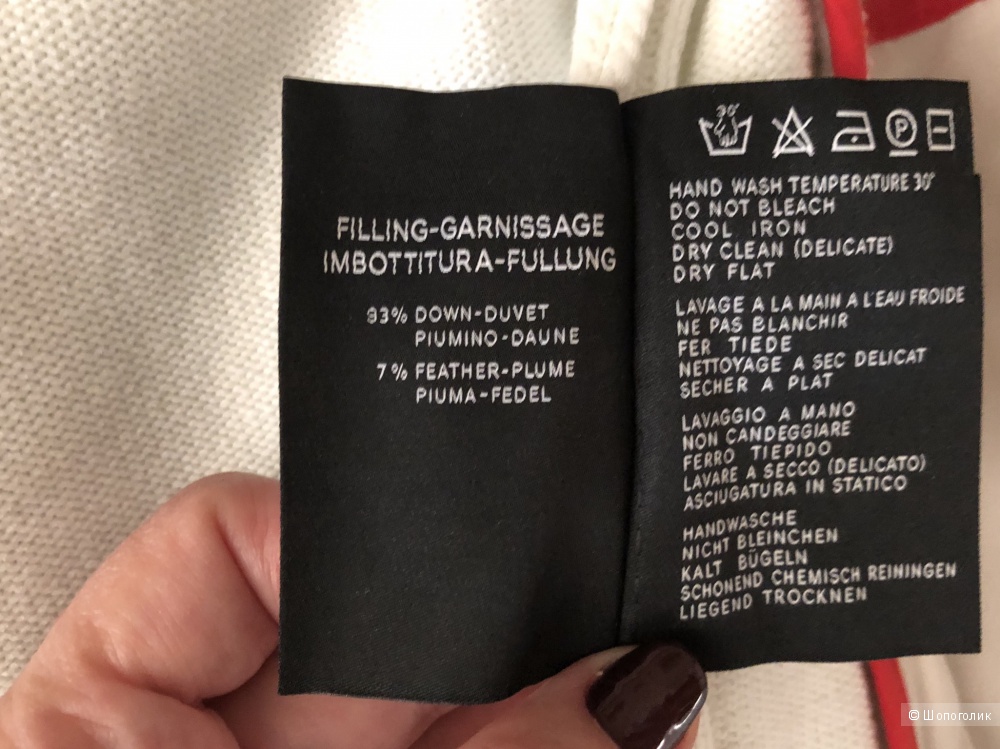 FILLING-GARNISSAGE
IMBOTTITURA-FULLUNG
93% DOWN-DUVET
PIUMINO-DAUNE
7% FEATHER-PLUME
PIUMA-FEDEL
30°
P
HAND WASH TEMPERATURE 30°
DO NOT BLEACH
COOL IRON
DRY CLEAN (DELICATE)
DRY FLAT
LAVAGE A LA MAIN A L'EAU FROIDE
NE PAS BLANCHIR
FER TIEDE
NETTOYAGE A SEC DELICAT
SECHER A PLAT
LAVAGGIO A MANO
NON CANDEGGIARE
FERRO TIEPIDO
LAVARE A SECCO (DELICATO)
ASCIUGATURA IN STATICO
HANDWASCHE
NICHT BLEINCHEN
KALT BÜGELN
SCHONEND CHEMISCH REININGEN
LIEGEND TROCKNEN
© Шопоголик